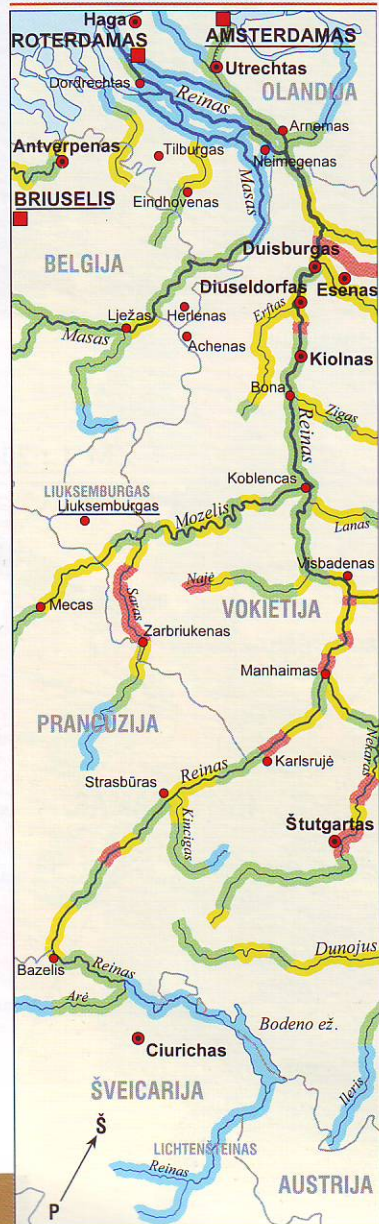 Haga
ROTERDAMAS
AMSTERDAMAS
Utrechtas
Dordrechtas
Reinas
OLANDIJA
Arnemas
Antverpenas
Tilburgas
Neimegenas
Masas
Eindhovenas
BRIUSELIS
BELGIJA
Duisburgas
Diuseldorfas
Esenas
Herlenas
Erftas
Lježas
Masas
Achenas
Kiolnas
Bona
Zigas
Reinas
Koblencas
LIUKSEMBURGAS
Liuksemburgas
Mozelis
Lanas
Najė
Visbadenas
Mecas
Saras
VOKIETIJA
Zarbriukenas
Manhaimas
PRANCŪZIJA
Nekaras
Reinas
Karlsrujė
Strasbūras
Kincigas
Štutgartas
Dunojus
Bazelis
Reinas
Arė
Bodeno ež.
Ciurichas
Ileris
ŠVEICARIJA
Š
LICHTENŠTEINAS
Reinas
AUSTRIJA
P